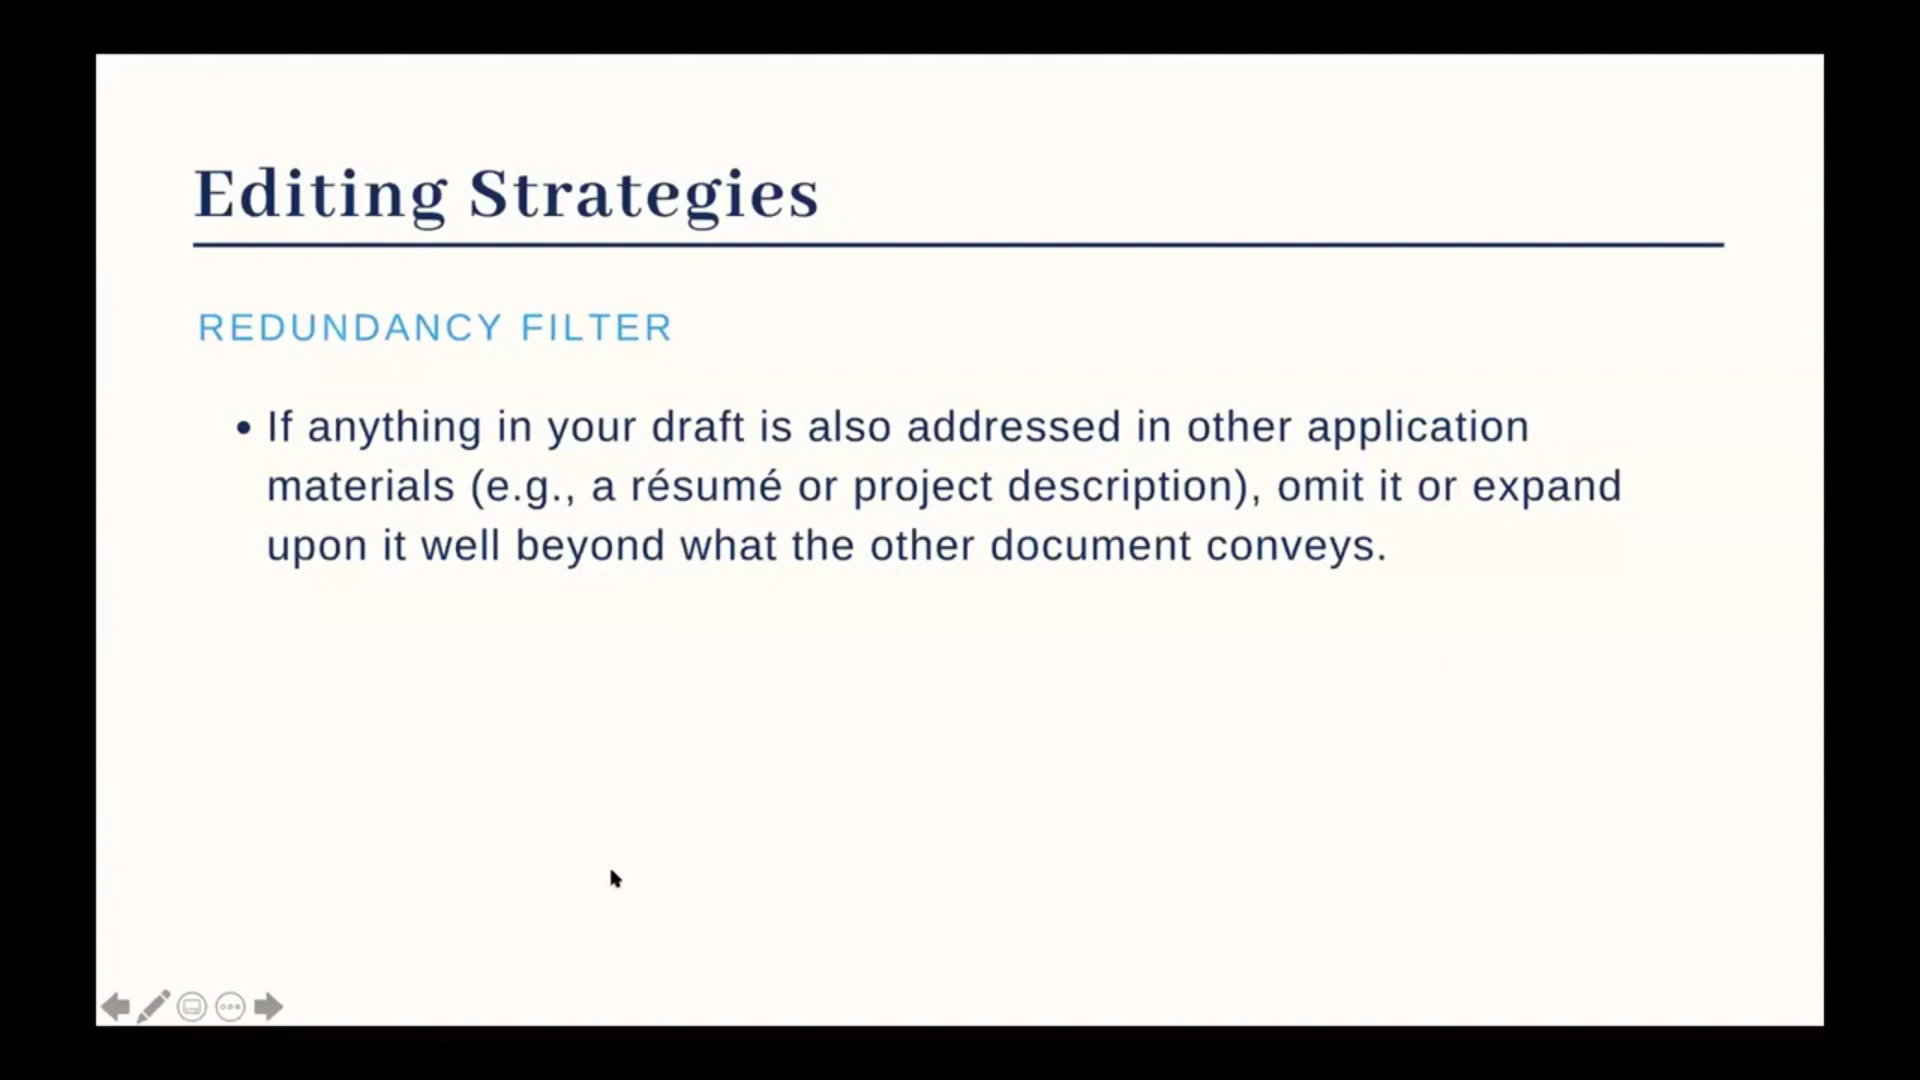 Editing Strategies
REDUNDANCY FILTER
• If anything in your draft is also addressed in other application
materials (e.g., a résumé or project description), omit it or expand
upon it well beyond what the other document conveys.